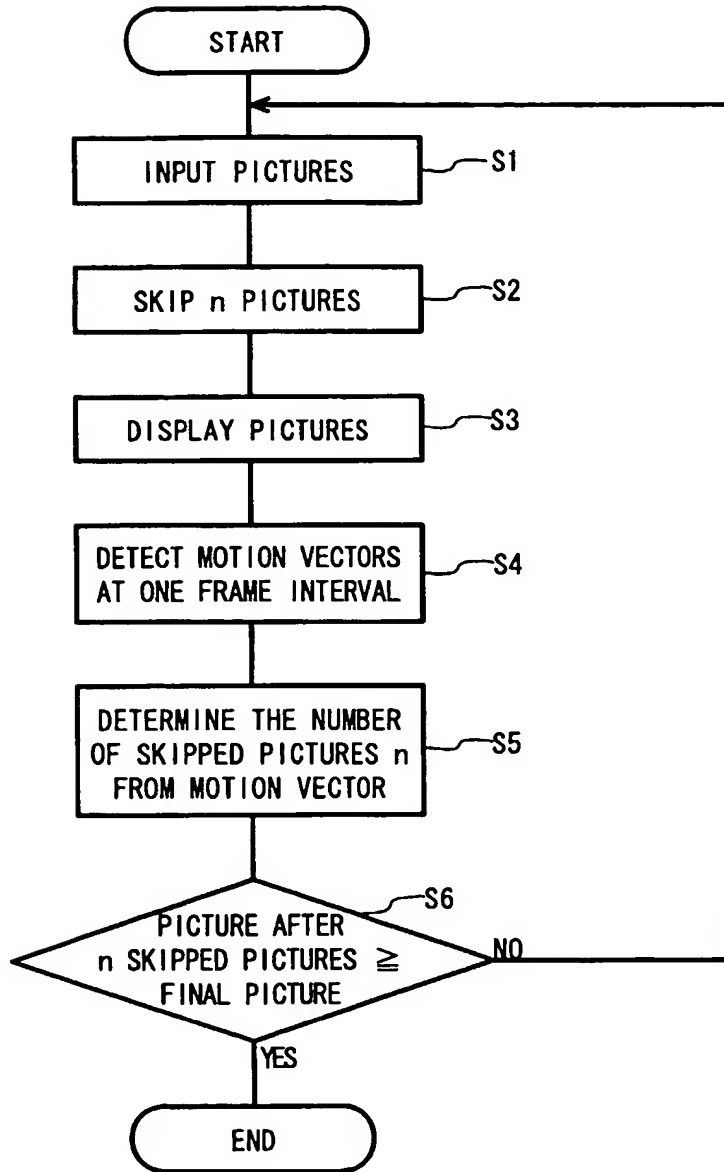 START
INPUT PICTURES
S1
SKIP n PICTURES
S2
DISPLAY PICTURES
S3
DETECT MOTION VECTORS
AT ONE FRAME INTERVAL
S4
DETERMINE THE NUMBER
OF SKIPPED PICTURES n
FROM MOTION VECTOR
S5
S6
PICTURE AFTER
n SKIPPED PICTURES ≧
FINAL PICTURE
NO
YES
END